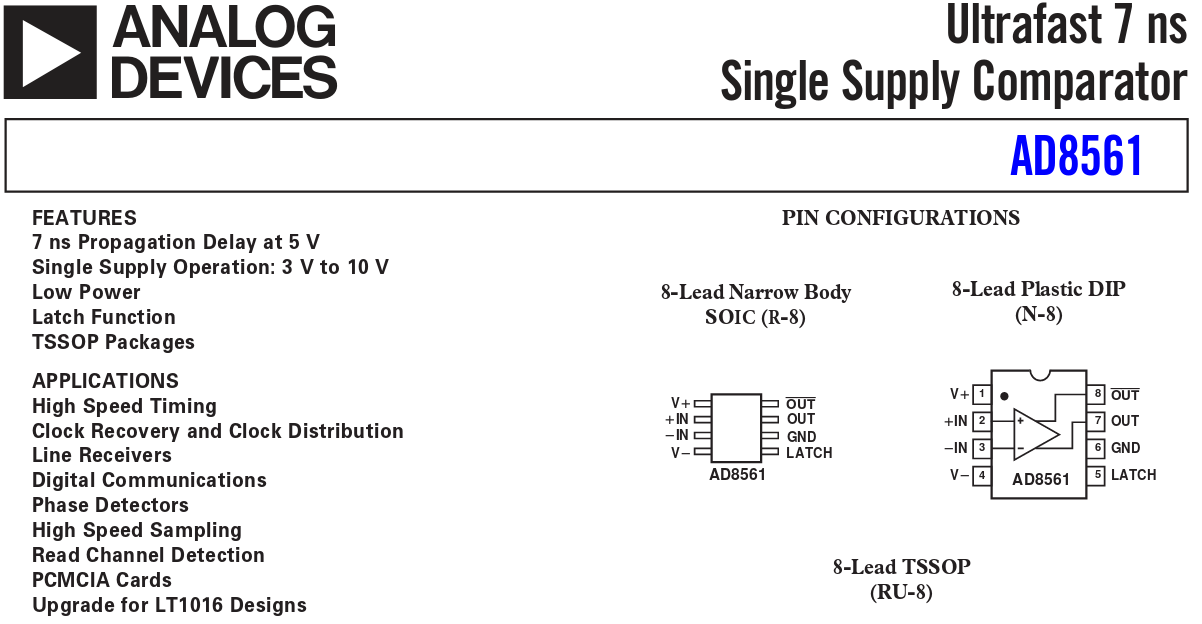 ANALOG
DEVICES
Ultrafast 7 ns
Single Supply Comparator
AD8561
FEATURES
7 ns Propagation Delay at 5 V
Single Supply Operation: 3 V to 10 V
Low Power
Latch Function
TSSOP Packages
APPLICATIONS
High Speed Timing
Clock Recovery and Clock Distribution
Line Receivers
Digital Communications
Phase Detectors
High Speed Sampling
Read Channel Detection
PCMCIA Cards
Upgrade for LT1016 Designs
PIN CONFIGURATIONS
8-Lead Narrow Body
SOIC (R-8)
V+ OUT
+IN OUT
−IN GND
V− LATCH
AD8561
8-Lead Plastic DIP
(N-8)
V+ 1 8 OUT
+IN 2 + 7 OUT
−IN 3 − 6 GND
V− 4 AD8561 5 LATCH
8-Lead TSSOP
(RU-8)